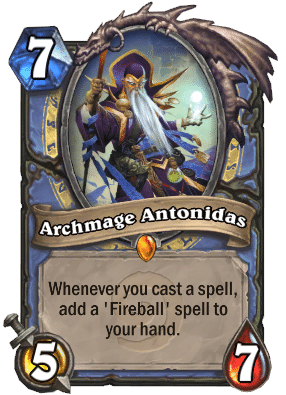 7
Archmage Antonidas
Whenever you cast a spell,
add a 'Fireball' spell to
your hand.
5
7